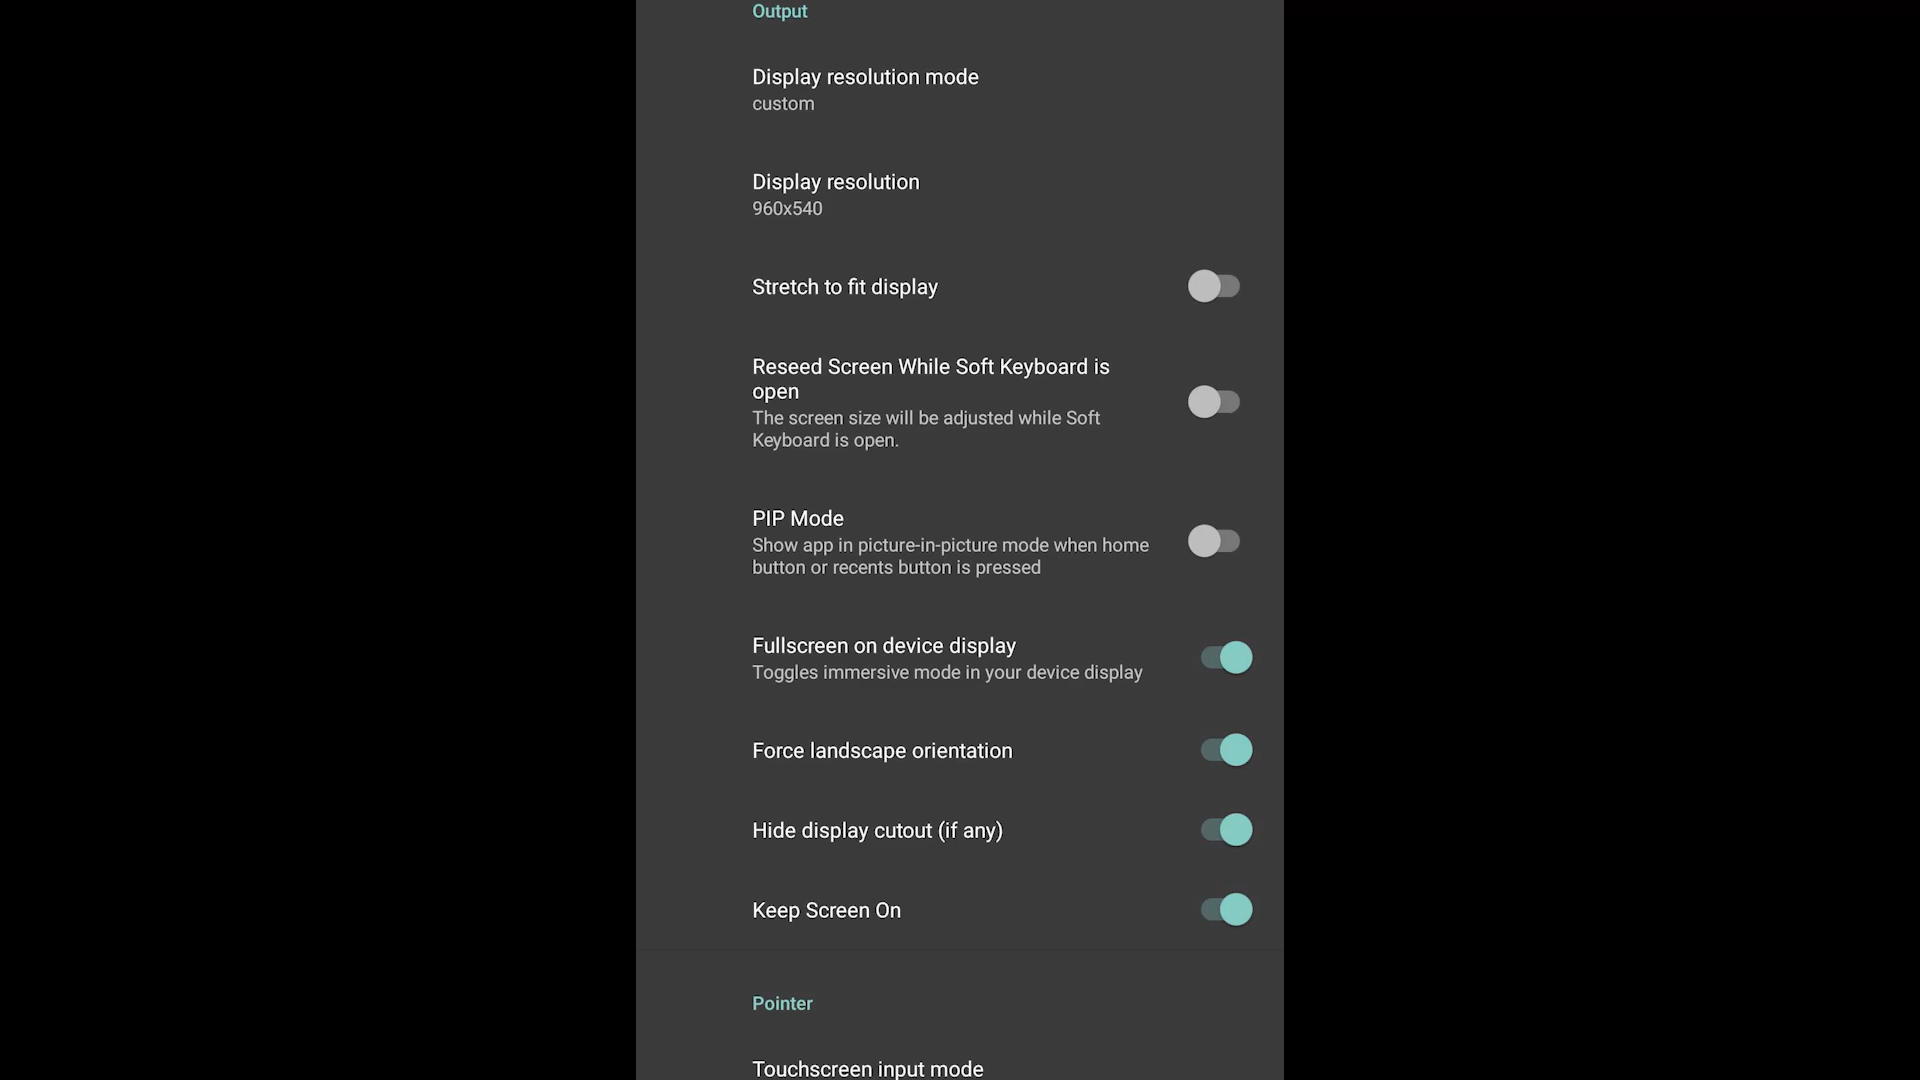 Output
Display resolution mode
custom
Display resolution
960x540
Stretch to fit display
Reseed Screen While Soft Keyboard is
open
The screen size will be adjusted while Soft
Keyboard is open.
PIP Mode
Show app in picture-in-picture mode when home
button or recents button is pressed
Fullscreen on device display
Toggles immersive mode in your device display
Force landscape orientation
Hide display cutout (if any)
Keep Screen On
Pointer
Touchscreen input mode